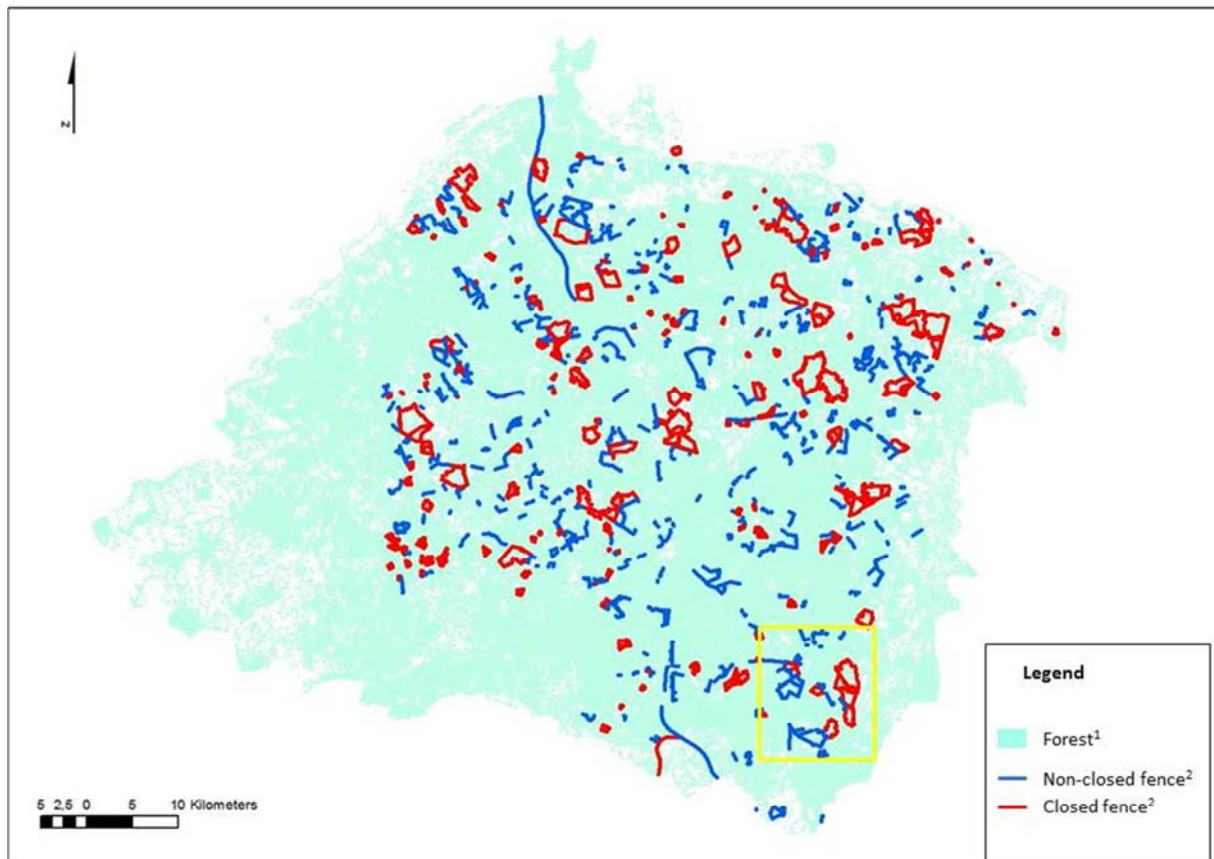 N
Legend
Forest¹
Non-closed fence²
Closed fence²
5 2,5 0 5 10 Kilometers